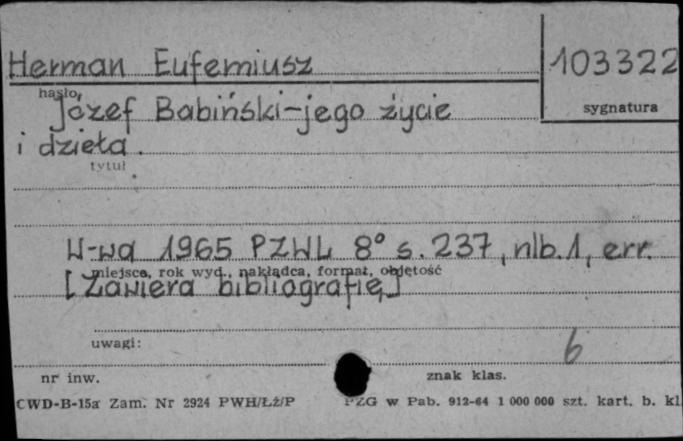 Herman Eufemiusz
103322
hasło
sygnatura
Józef Babiński-jego życie
i dzieła.
tytuł
W-wa 1965 PZWL 8° s. 237, nlb. 1, err.
miejsce, rok wyd., nakładca, format, objętość
[Zawiera bibliografię]
uwagi:
6
nr inw.
znak klas.
CWD-B-15a Zam. Nr 2924 PWH/Łż/P
PZG w Pab. 912-64 1 000 000 szt. kart. b. kl